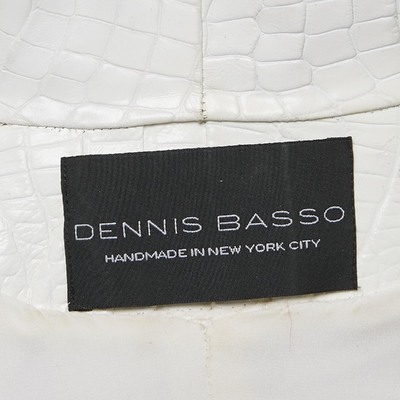 DENNIS BASSO
HANDMADE IN NEW YORK CITY